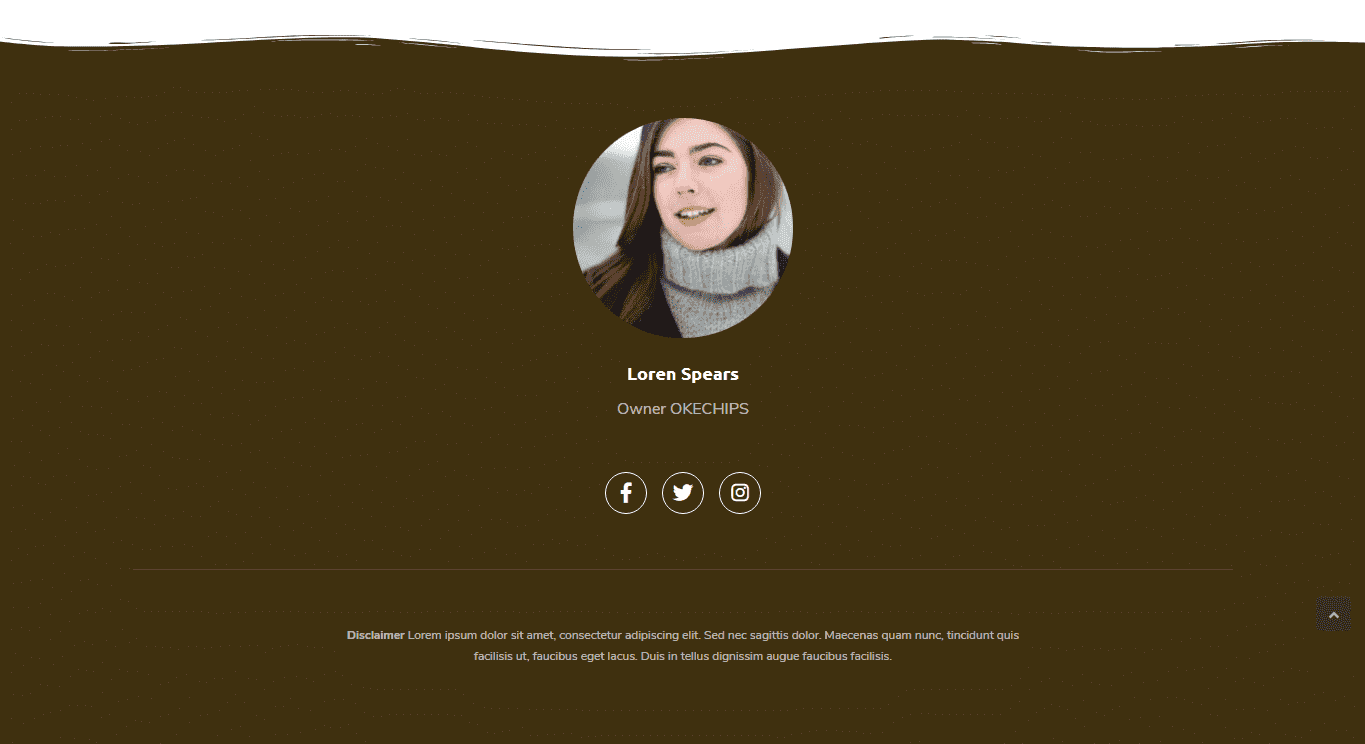 Loren Spears
Owner OKECHIPS
Disclaimer Lorem ipsum dolor sit amet, consectetur adipiscing elit. Sed nec sagittis dolor. Maecenas quam nunc, tincidunt quis
facilisis ut, faucibus eget lacus. Duis in tellus dignissim augue faucibus facilisis.